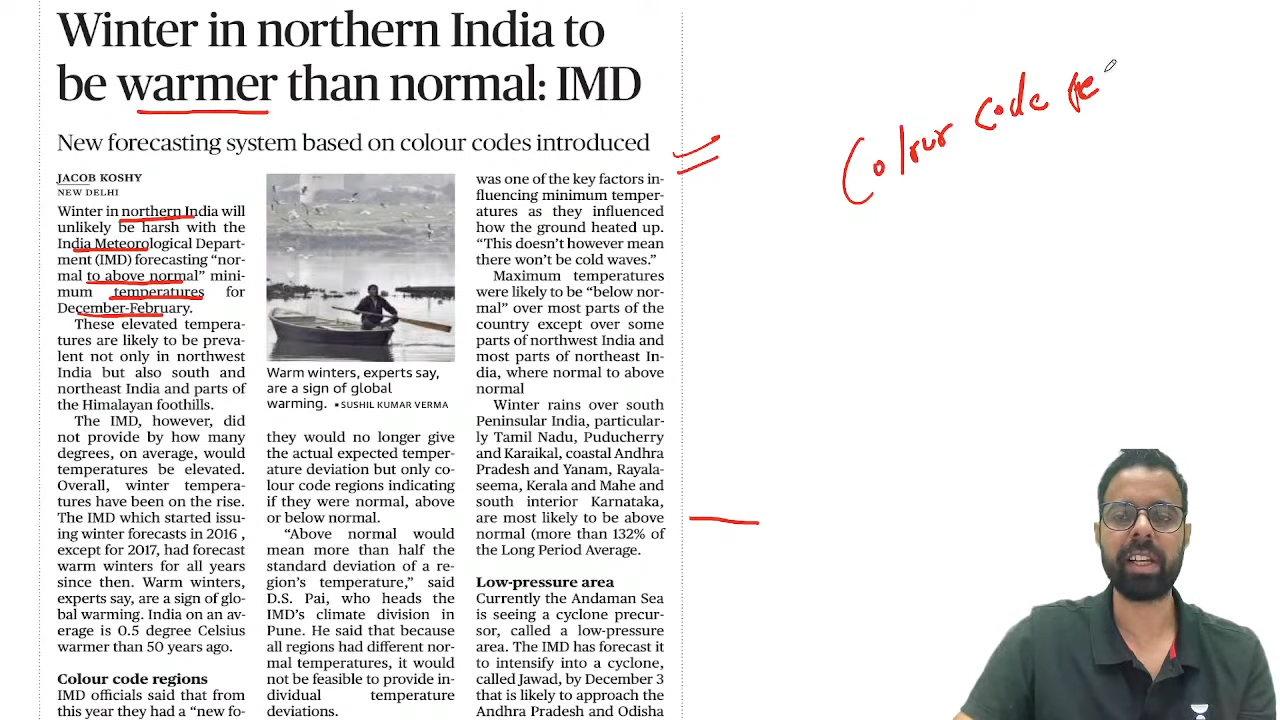 Winter in northern India to
be warmer than normal: IMD
New forecasting system based on colour codes introduced
JACOB KOSHY
NEW DELHI
Winter in northern India will
unlikely be harsh with the
India Meteorological Depart-
ment (IMD) forecasting “nor-
mal to above normal” mini-
mum temperatures for
December-February.
These elevated tempera-
tures are likely to be preva-
lent not only in northwest
India but also south and
northeast India and parts of
the Himalayan foothills.
The IMD, however, did
not provide by how many
degrees, on average, would
temperatures be elevated.
Overall, winter tempera-
tures have been on the rise.
The IMD which started issu-
ing winter forecasts in 2016 ,
except for 2017, had forecast
warm winters for all years
since then. Warm winters,
experts say, are a sign of glo-
bal warming. India on an av-
erage is 0.5 degree Celsius
warmer than 50 years ago.
Colour code regions
IMD officials said that from
this year they had a “new fo-
Warm winters, experts say,
are a sign of global
warming. ▪ SUSHIL KUMAR VERMA
they would no longer give
the actual expected temper-
ature deviation but only co-
lour code regions indicating
if they were normal, above
or below normal.
“Above normal would
mean more than half the
standard deviation of a re-
gion’s temperature,” said
D.S. Pai, who heads the
IMD’s climate division in
Pune. He said that because
all regions had different nor-
mal temperatures, it would
not be feasible to provide in-
dividual temperature
deviations.
was one of the key factors in-
fluencing minimum temper-
atures as they influenced
how the ground heated up.
“This doesn’t however mean
there won’t be cold waves.”
Maximum temperatures
were likely to be “below nor-
mal” over most parts of the
country except over some
parts of northwest India and
most parts of northeast In-
dia, where normal to above
normal
Winter rains over south
Peninsular India, particular-
ly Tamil Nadu, Puducherry
and Karaikal, coastal Andhra
Pradesh and Yanam, Rayala-
seema, Kerala and Mahe and
south interior Karnataka,
are most likely to be above
normal (more than 132% of
the Long Period Average.
Low-pressure area
Currently the Andaman Sea
is seeing a cyclone precur-
sor, called a low-pressure
area. The IMD has forecast it
to intensify into a cyclone,
called Jawad, by December 3
that is likely to approach the
Andhra Pradesh and Odisha
Colour code